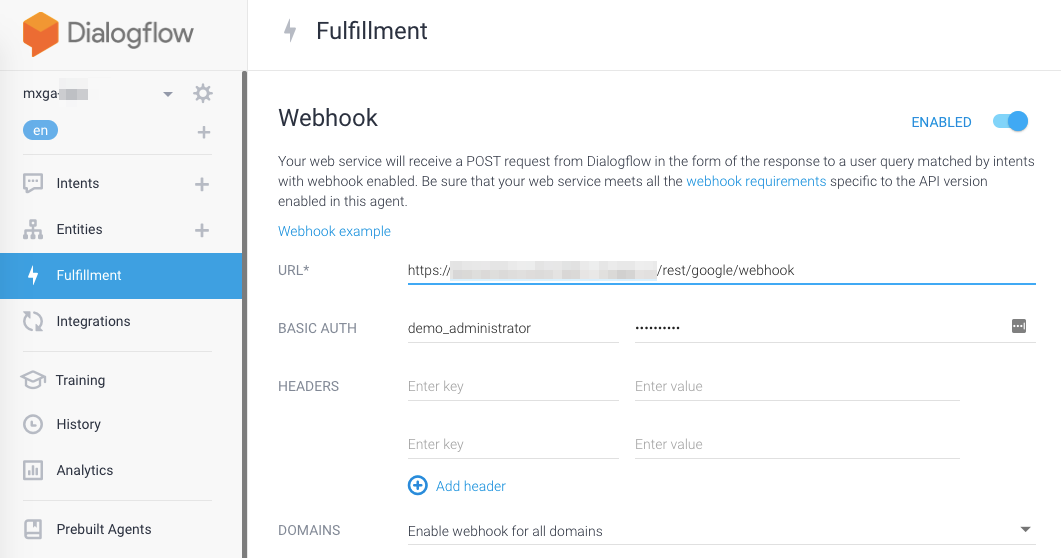 Dialogflow
Fulfillment
mxga-
en
Intents
Entities
Fulfillment
Integrations
Training
History
Analytics
Prebuilt Agents
Webhook
ENABLED
Your web service will receive a POST request from Dialogflow in the form of the response to a user query matched by intents
with webhook enabled. Be sure that your web service meets all the webhook requirements specific to the API version
enabled in this agent.
Webhook example
URL* https:// /rest/google/webhook
BASIC AUTH demo_administrator ••••••••••
HEADERS Enter key Enter value
Enter key Enter value
Add header
DOMAINS Enable webhook for all domains